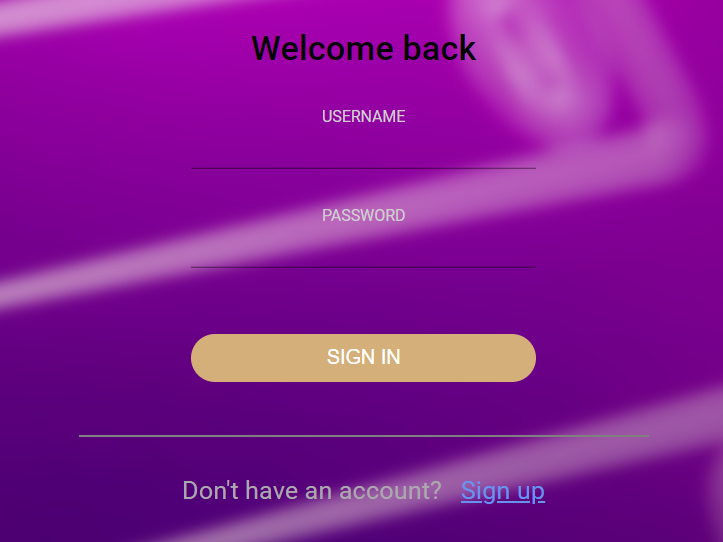 Welcome back
USERNAME
PASSWORD
SIGN IN
Don't have an account? Sign up